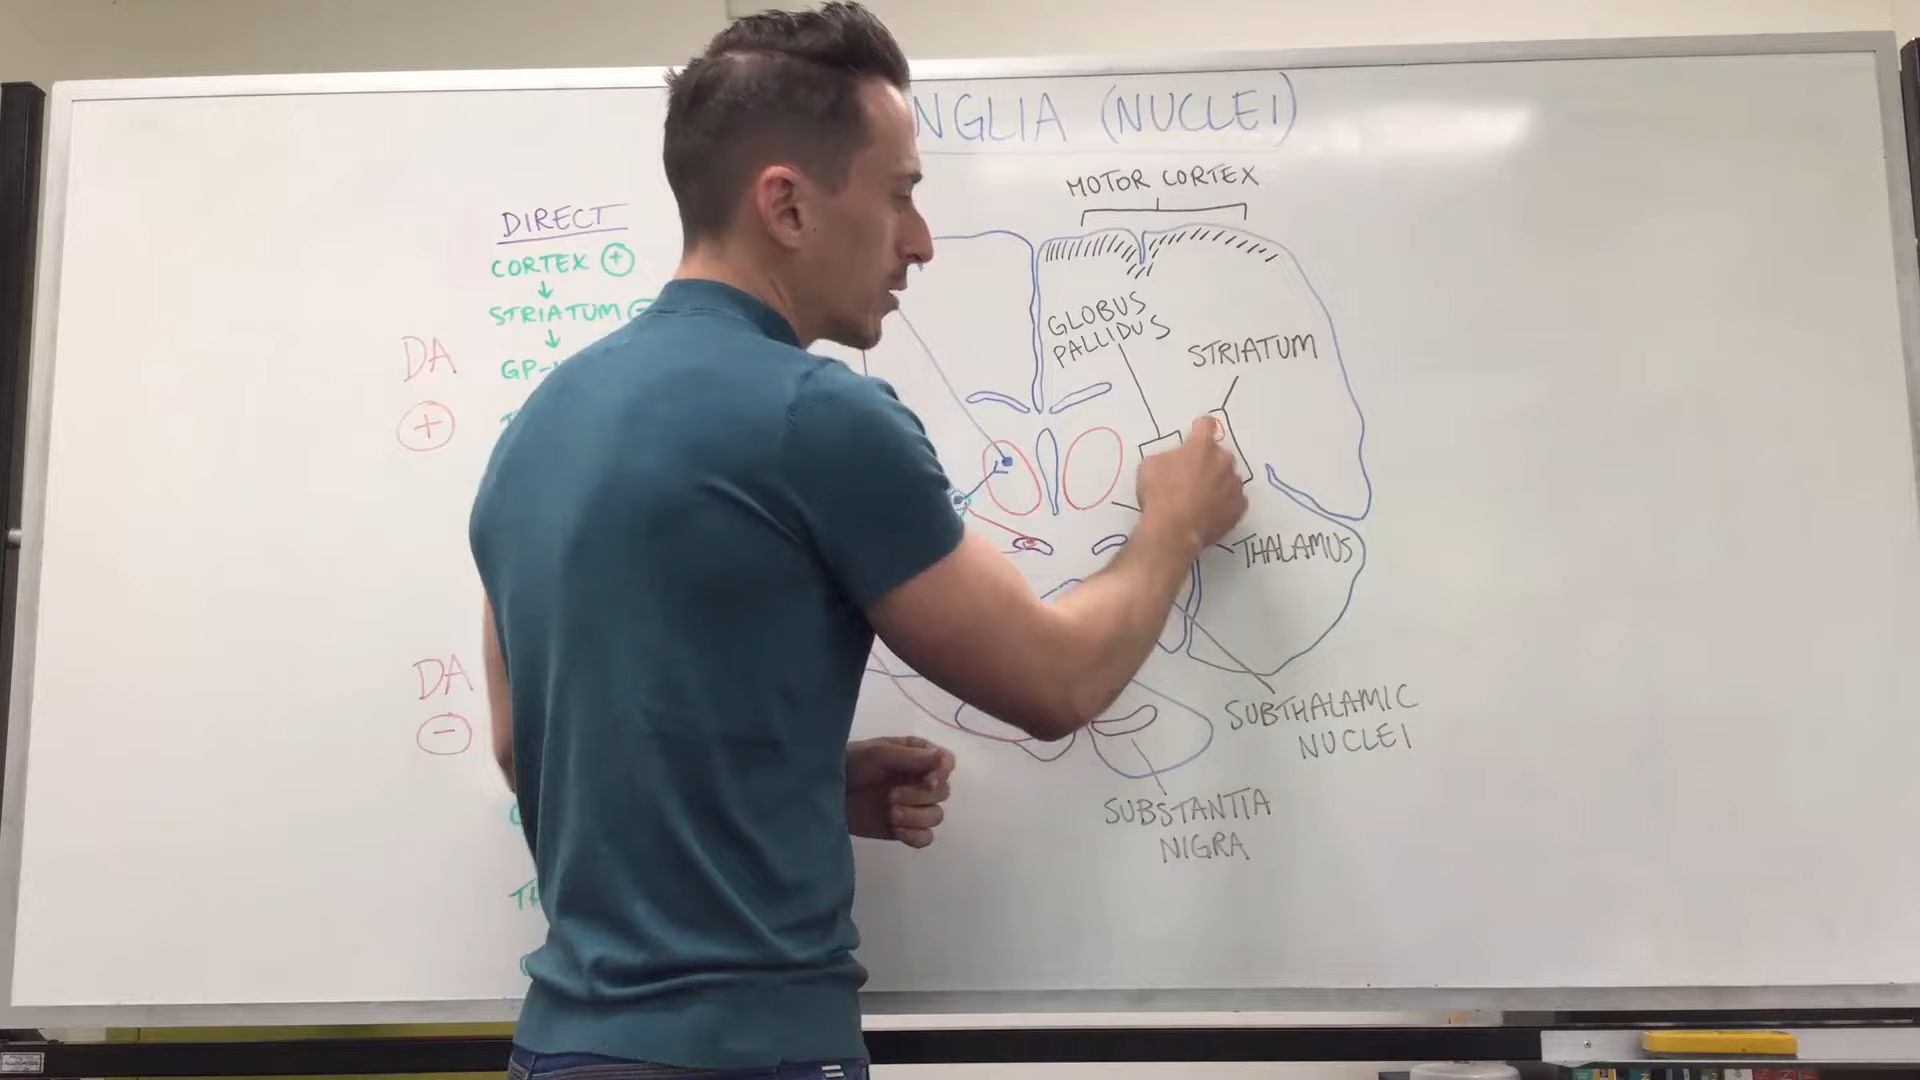 NGLIA (NUCLEI)
MOTOR CORTEX
DIRECT
CORTEX +
↓
STRIATUM
↓
GP-
DA
+
DA
−
GLOBUS
PALLIDUS
STRIATUM
THALAMUS
SUBTHALAMIC
NUCLEI
SUBSTANTIA
NIGRA